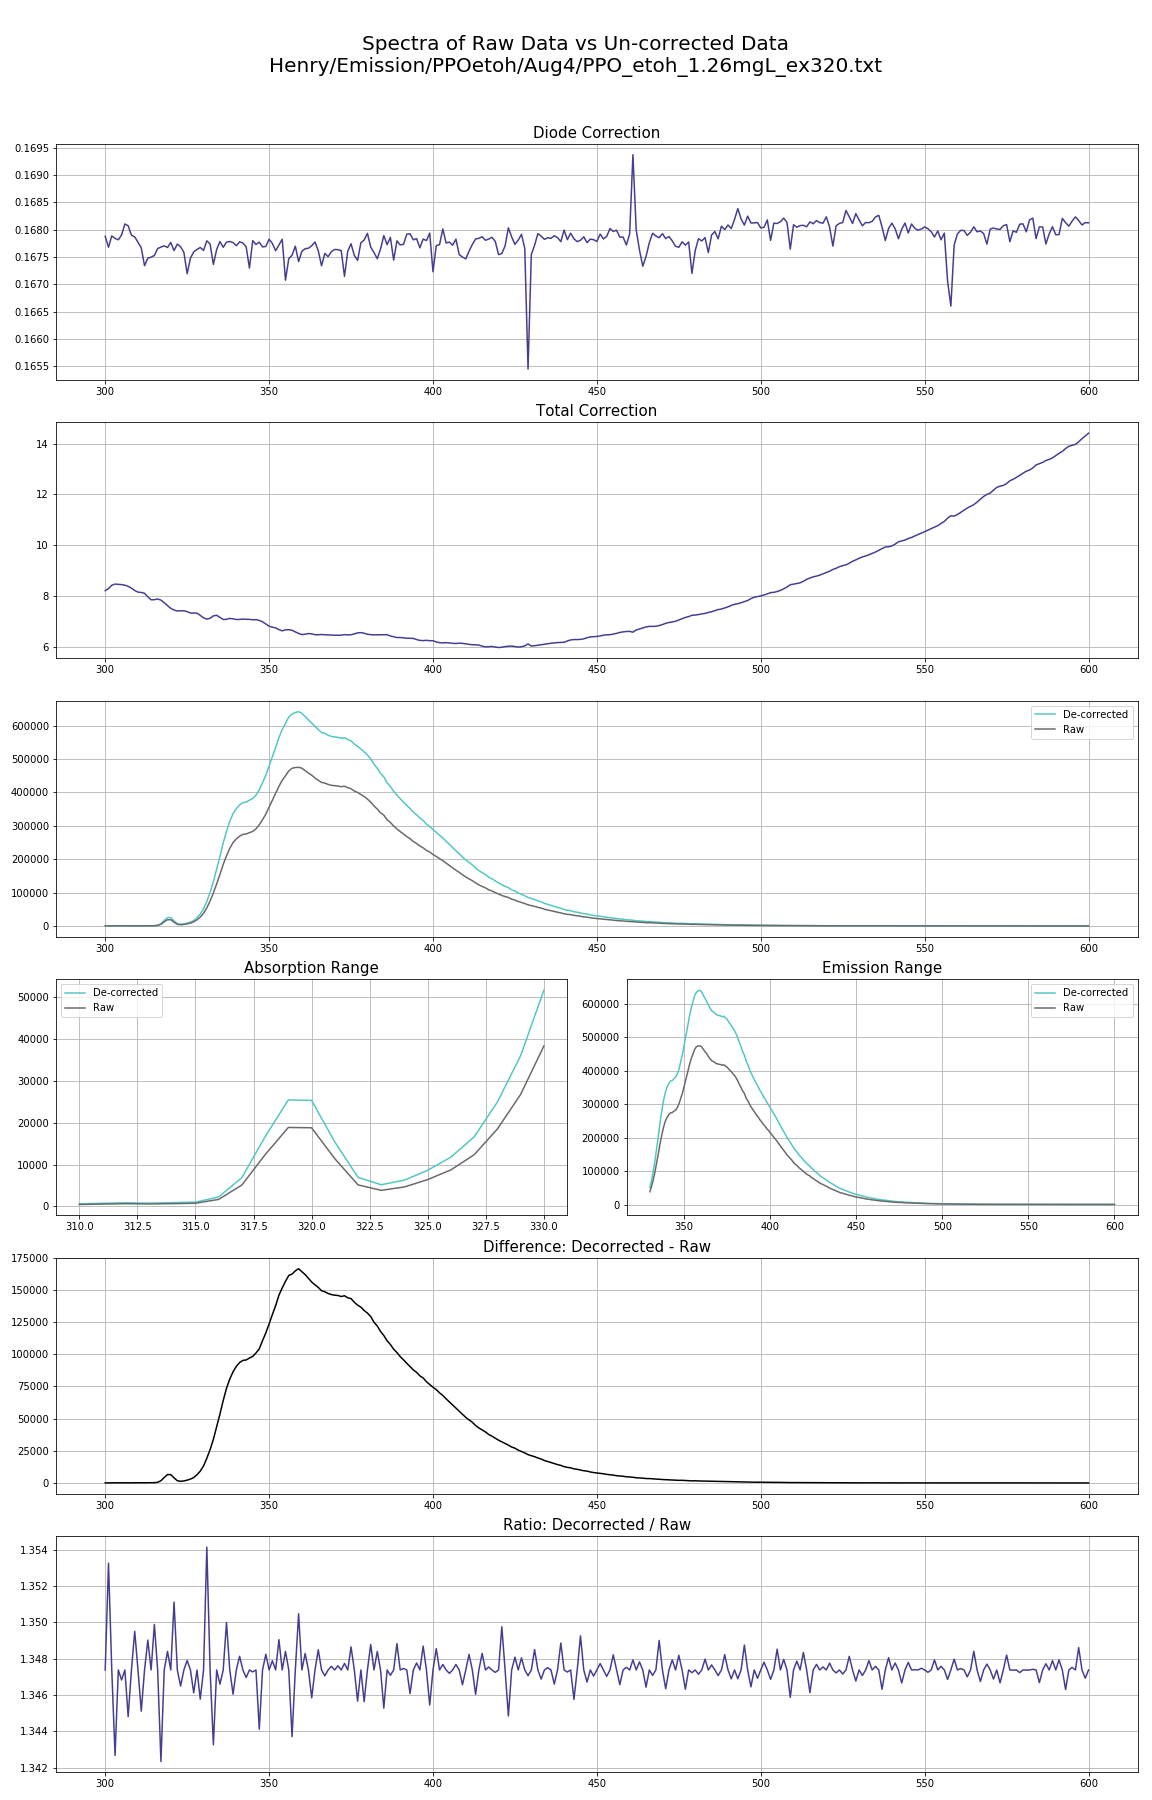 Spectra of Raw Data vs Un-corrected Data
Henry/Emission/PPOetoh/Aug4/PPO_etoh_1.26mgL_ex320.txt
Diode Correction
0.1695
0.1690
0.1685
0.1680
0.1675
0.1670
0.1665
0.1660
0.1655
300 350 400 450 500 550 600
Total Correction
14
12
10
8
6
300 350 400 450 500 550 600
De-corrected
Raw
600000
500000
400000
300000
200000
100000
0
300 350 400 450 500 550 600
Absorption Range
De-corrected
Raw
50000
40000
30000
20000
10000
0
310.0 312.5 315.0 317.5 320.0 322.5 325.0 327.5 330.0
Emission Range
De-corrected
Raw
600000
500000
400000
300000
200000
100000
0
350 400 450 500 550 600
Difference: Decorrected - Raw
175000
150000
125000
100000
75000
50000
25000
0
300 350 400 450 500 550 600
Ratio: Decorrected / Raw
1.354
1.352
1.350
1.348
1.346
1.344
1.342
300 350 400 450 500 550 600